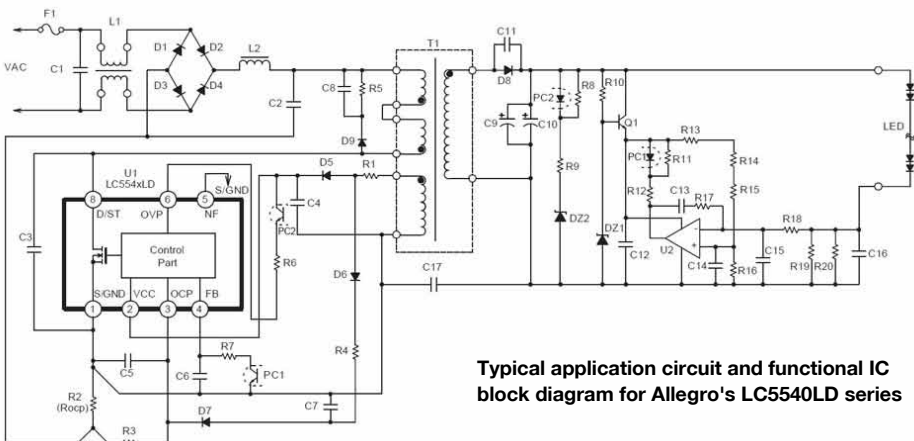 F1
L1
VAC
C1
D1
D2
D3
D4
L2
C2
C8
R5
D9
T1
C11
D8
C9
C10
PC2
R8
R9
DZ2
R10
Q1
DZ1
C12
PC1
R11
R12
R13
R14
R15
C13
R17
U2
-
+
C14
R16
C15
R18
R19
R20
C16
LED
U1
LC554xLD
S/GND
8
6
5
D/ST
OVP
NF
Control
Part
C3
S/GND
VCC
OCP
FB
1
2
3
4
D5
R1
C4
PC2
R6
D6
R4
C17
C5
R7
C6
PC1
C7
D7
R2
(Rocp)
R3
Typical application circuit and functional IC
block diagram for Allegro's LC5540LD series